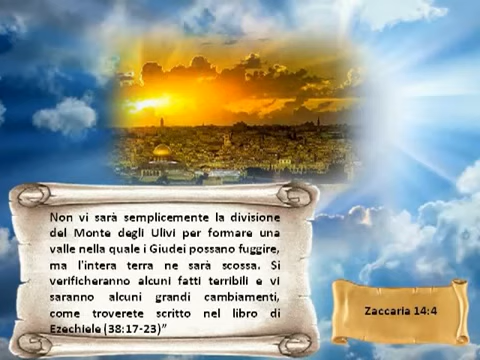 Non vi sarà semplicemente la divisione
del Monte degli Ulivi per formare una
valle nella quale i Giudei possano fuggire,
ma l'intera terra ne sarà scossa. Si
verificheranno alcuni fatti terribili e vi
saranno alcuni grandi cambiamenti,
come troverete scritto nel libro di
Ezechiele (38:17-23)”
Zaccaria 14:4